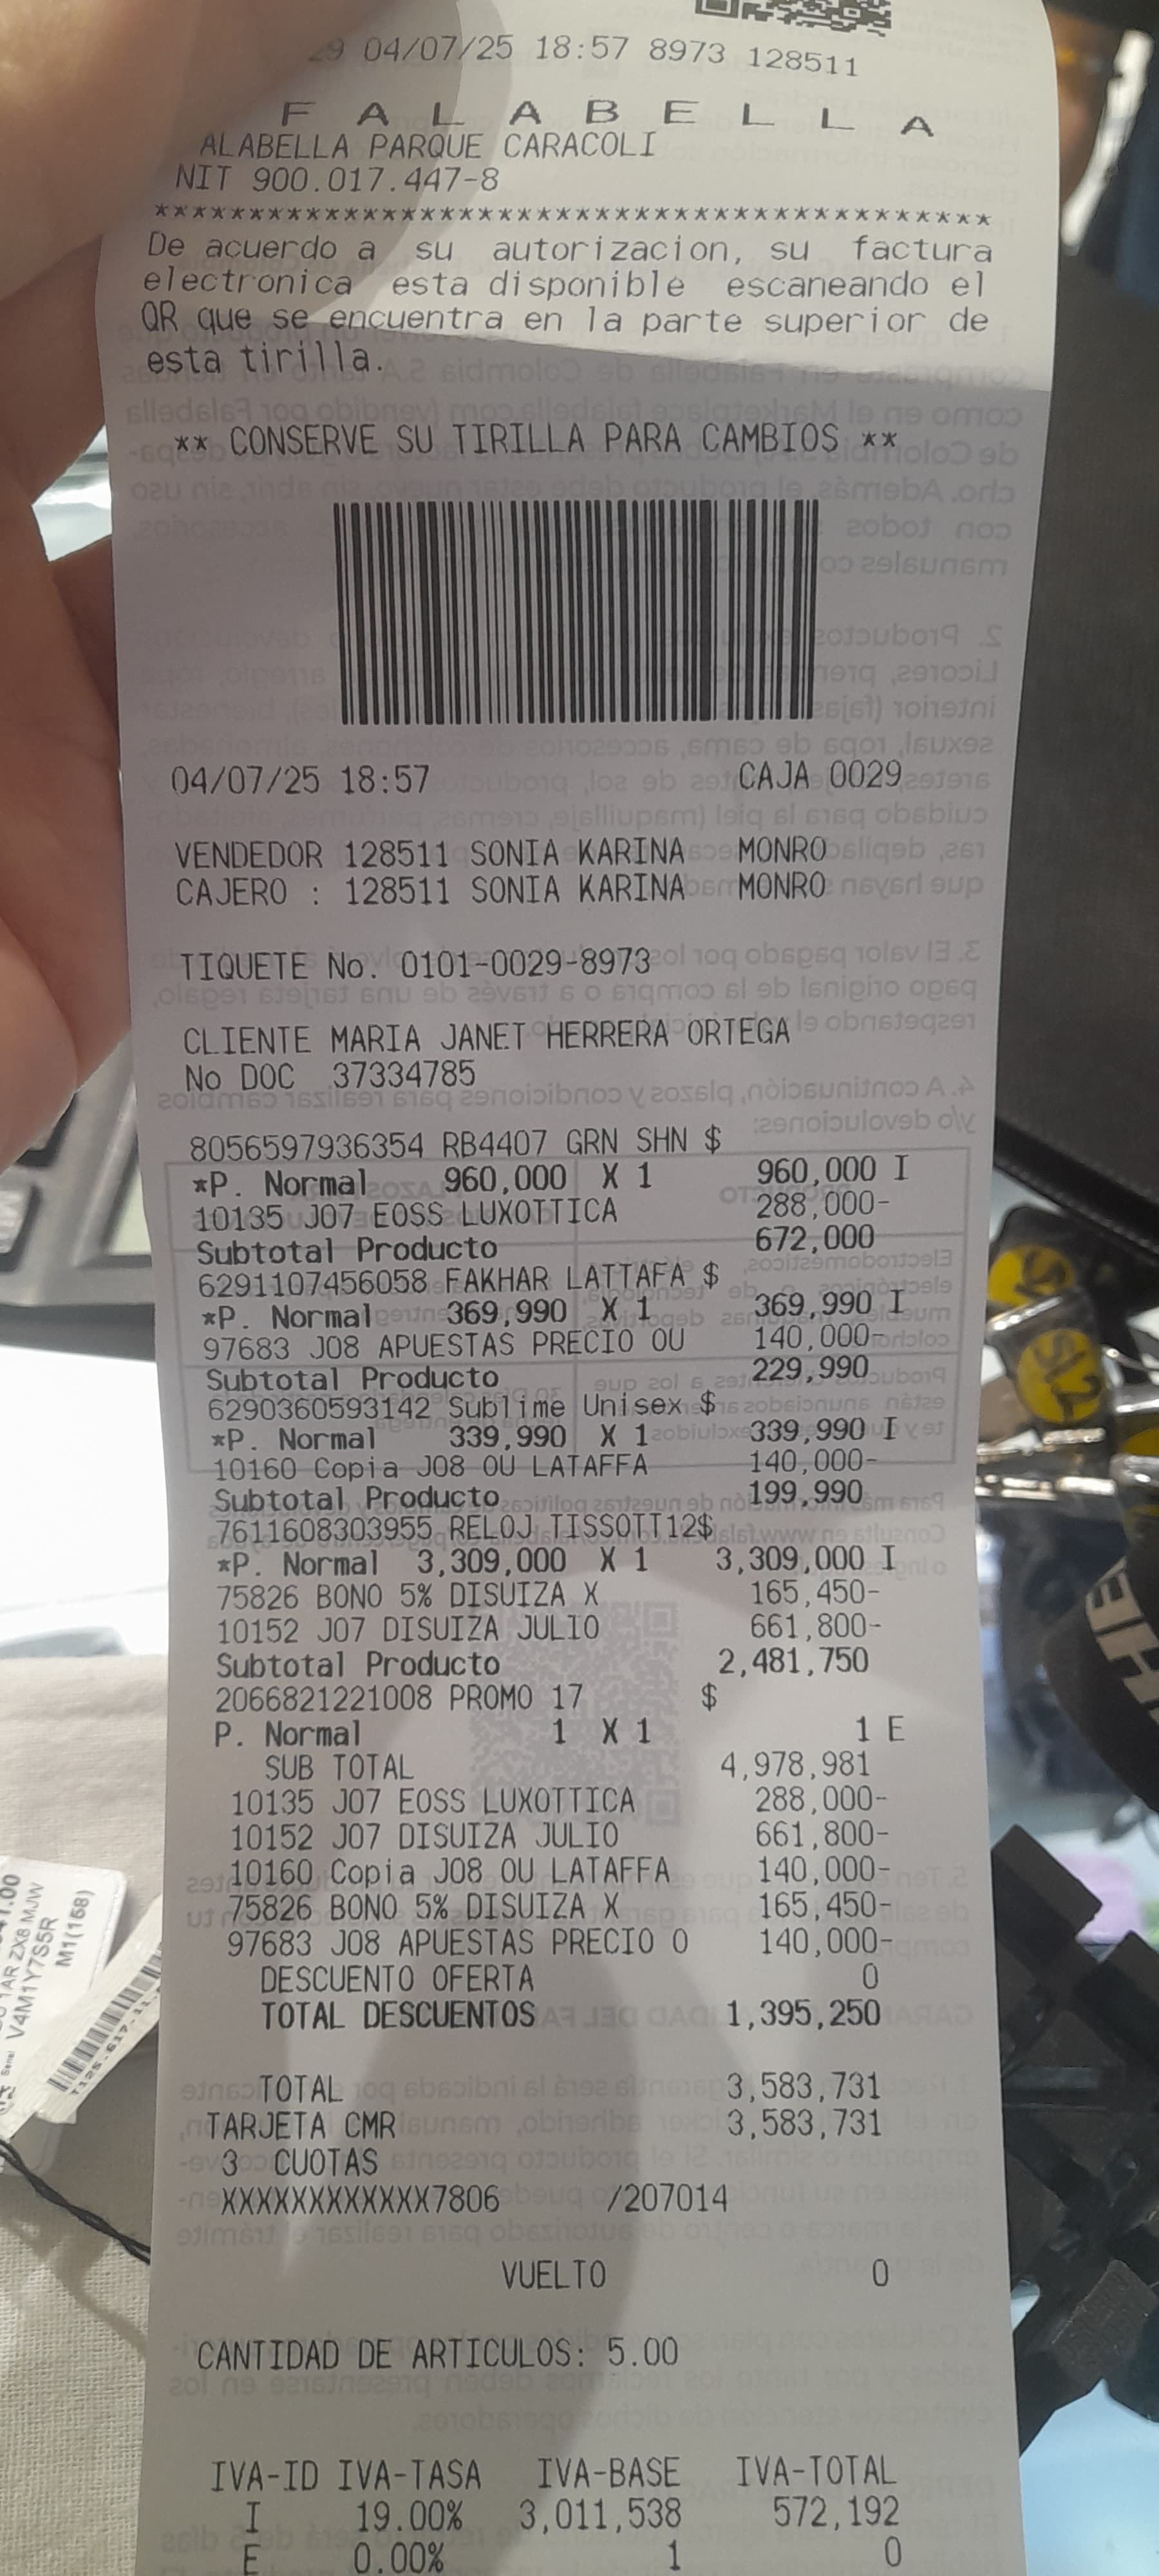 29 04/07/25 18:57 8973 128511
F A L A B E L L A
ALABELLA PARQUE CARACOLI
NIT 900.017.447-8
****************************************
De acuerdo a su autorizacion, su factura
electronica esta disponible escaneando el
QR que se encuentra en la parte superior de
esta tirilla.
** CONSERVE SU TIRILLA PARA CAMBIOS **
04/07/25 18:57 CAJA 0029
VENDEDOR 128511 SONIA KARINA MONRO
CAJERO : 128511 SONIA KARINA MONRO
TIQUETE No. 0101-0029-8973
CLIENTE MARIA JANET HERRERA ORTEGA
No DOC 37334785
8056597936354 RB4407 GRN SHN $
*P. Normal 960,000 X 1 960,000 I
10135 J07 EOSS LUXOTTICA 288,000-
Subtotal Producto 672,000
6291107456058 FAKHAR LATTAFA $
*P. Normal 369,990 X 1 369,990 I
97683 J08 APUESTAS PRECIO OU 140,000-
Subtotal Producto 229,990
6290360593142 Sublime Unisex $
*P. Normal 339,990 X 1 339,990 I
10160 Copia J08 OU LATAFFA 140,000-
Subtotal Producto 199,990
7611608303955 RELOJ TISSOTT12$
*P. Normal 3,309,000 X 1 3,309,000 I
75826 BONO 5% DISUIZA X 165,450-
10152 J07 DISUIZA JULIO 661,800-
Subtotal Producto 2,481,750
2066821221008 PROMO 17 $
P. Normal 1 X 1 1 E
SUB TOTAL 4,978,981
10135 J07 EOSS LUXOTTICA 288,000-
10152 J07 DISUIZA JULIO 661,800-
10160 Copia J08 OU LATAFFA 140,000-
75826 BONO 5% DISUIZA X 165,450-
97683 J08 APUESTAS PRECIO O 140,000-
DESCUENTO OFERTA 0
TOTAL DESCUENTOS 1,395,250
TOTAL 3,583,731
TARJETA CMR 3,583,731
3 CUOTAS
XXXXXXXXXXXX7806 /207014
VUELTO 0
CANTIDAD DE ARTICULOS: 5.00
IVA-ID IVA-TASA IVA-BASE IVA-TOTAL
I 19.00% 3,011,538 572,192
E 0.00% 1 0
V4M1Y7S5R
M1(168)